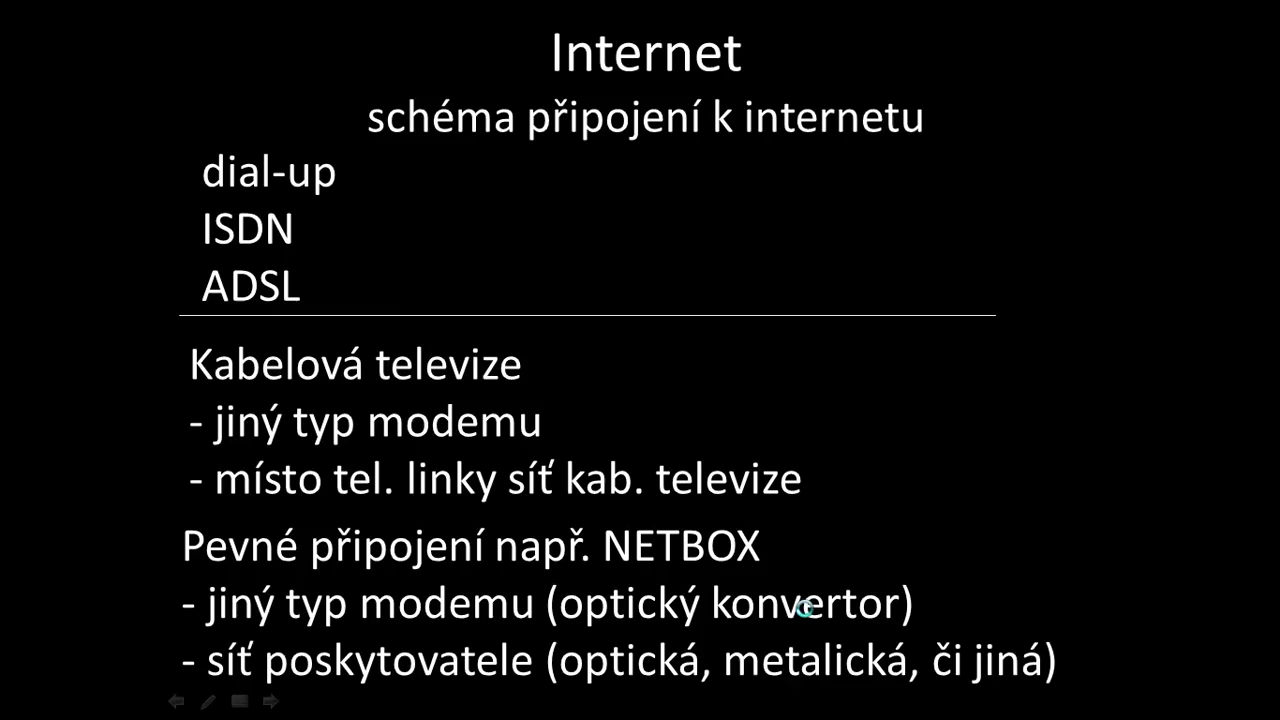 Internet
schéma připojení k internetu
dial-up
ISDN
ADSL
Kabelová televize
- jiný typ modemu
- místo tel. linky síť kab. televize
Pevné připojení např. NETBOX
- jiný typ modemu (optický konvertor)
- síť poskytovatele (optická, metalická, či jiná)